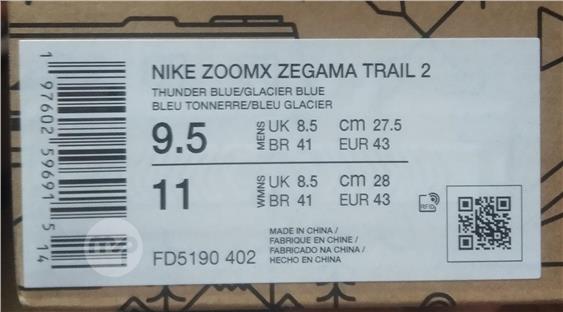 NIKE ZOOMX ZEGAMA TRAIL 2
THUNDER BLUE/GLACIER BLUE
BLEU TONNERRE/BLEU GLACIER
9.5 MENS UK 8.5 CM 27.5
BR 41 EUR 43
11 WMNS UK 8.5 CM 28
BR 41 EUR 43
RFID
MADE IN CHINA /
FABRIQUE EN CHINE /
FABRICADO NA CHINA /
HECHO EN CHINA
FD5190 402
1 97602 59691 5 14